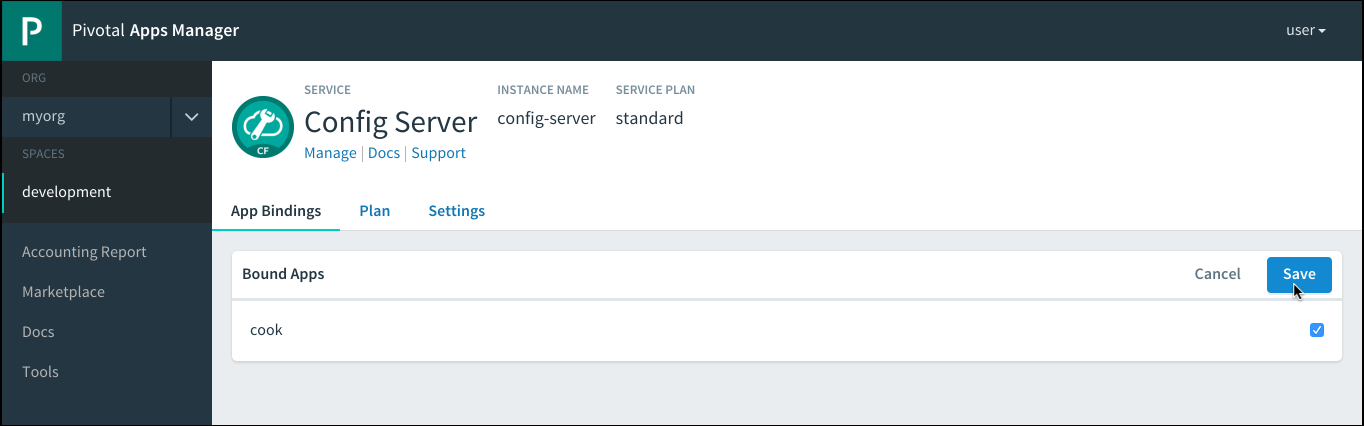 P
Pivotal Apps Manager
user
ORG
myorg
SPACES
development
Accounting Report
Marketplace
Docs
Tools
SERVICE
Config Server
Manage | Docs | Support
CF
INSTANCE NAME
config-server
SERVICE PLAN
standard
App Bindings
Plan
Settings
Bound Apps
Cancel
Save
cook